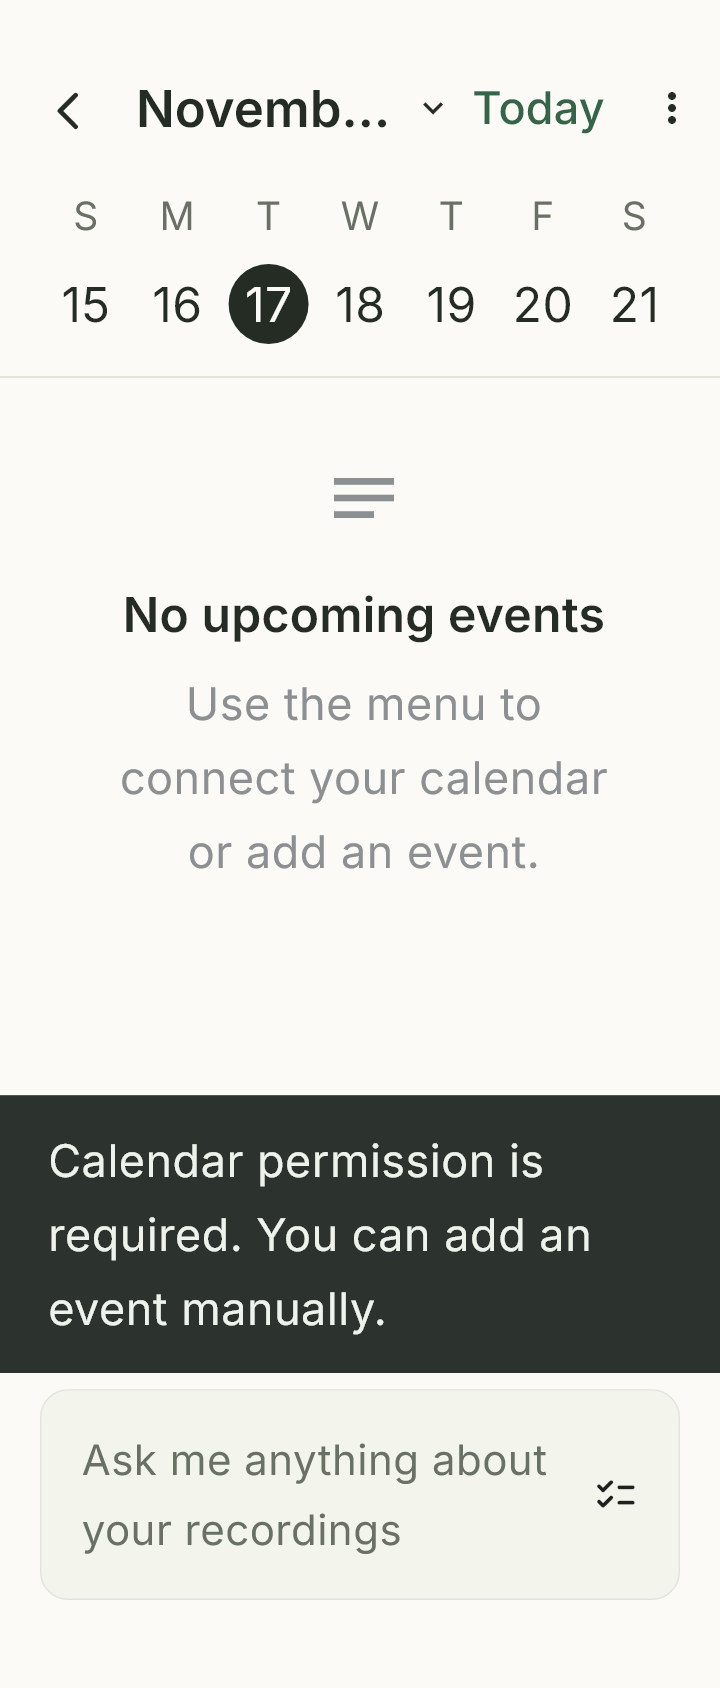 Novemb... Today
S M T W T F S
15 16 17 18 19 20 21
No upcoming events
Use the menu to
connect your calendar
or add an event.
Calendar permission is
required. You can add an
event manually.
Ask me anything about
your recordings